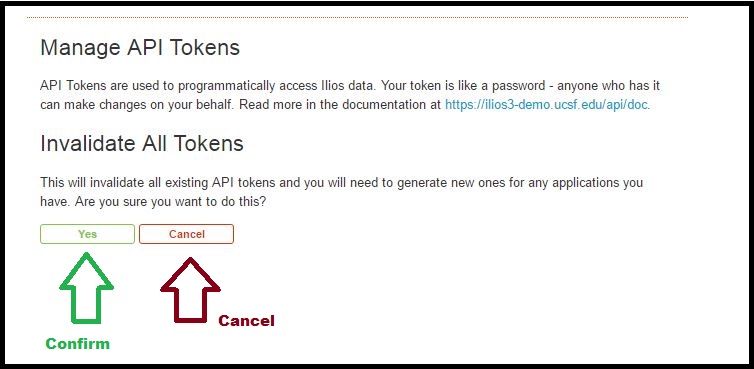 Manage API Tokens
API Tokens are used to programmatically access Ilios data. Your token is like a password - anyone who has it
can make changes on your behalf. Read more in the documentation at https://ilios3-demo.ucsf.edu/api/doc.
Invalidate All Tokens
This will invalidate all existing API tokens and you will need to generate new ones for any applications you
have. Are you sure you want to do this?
Yes Cancel
Cancel
Confirm